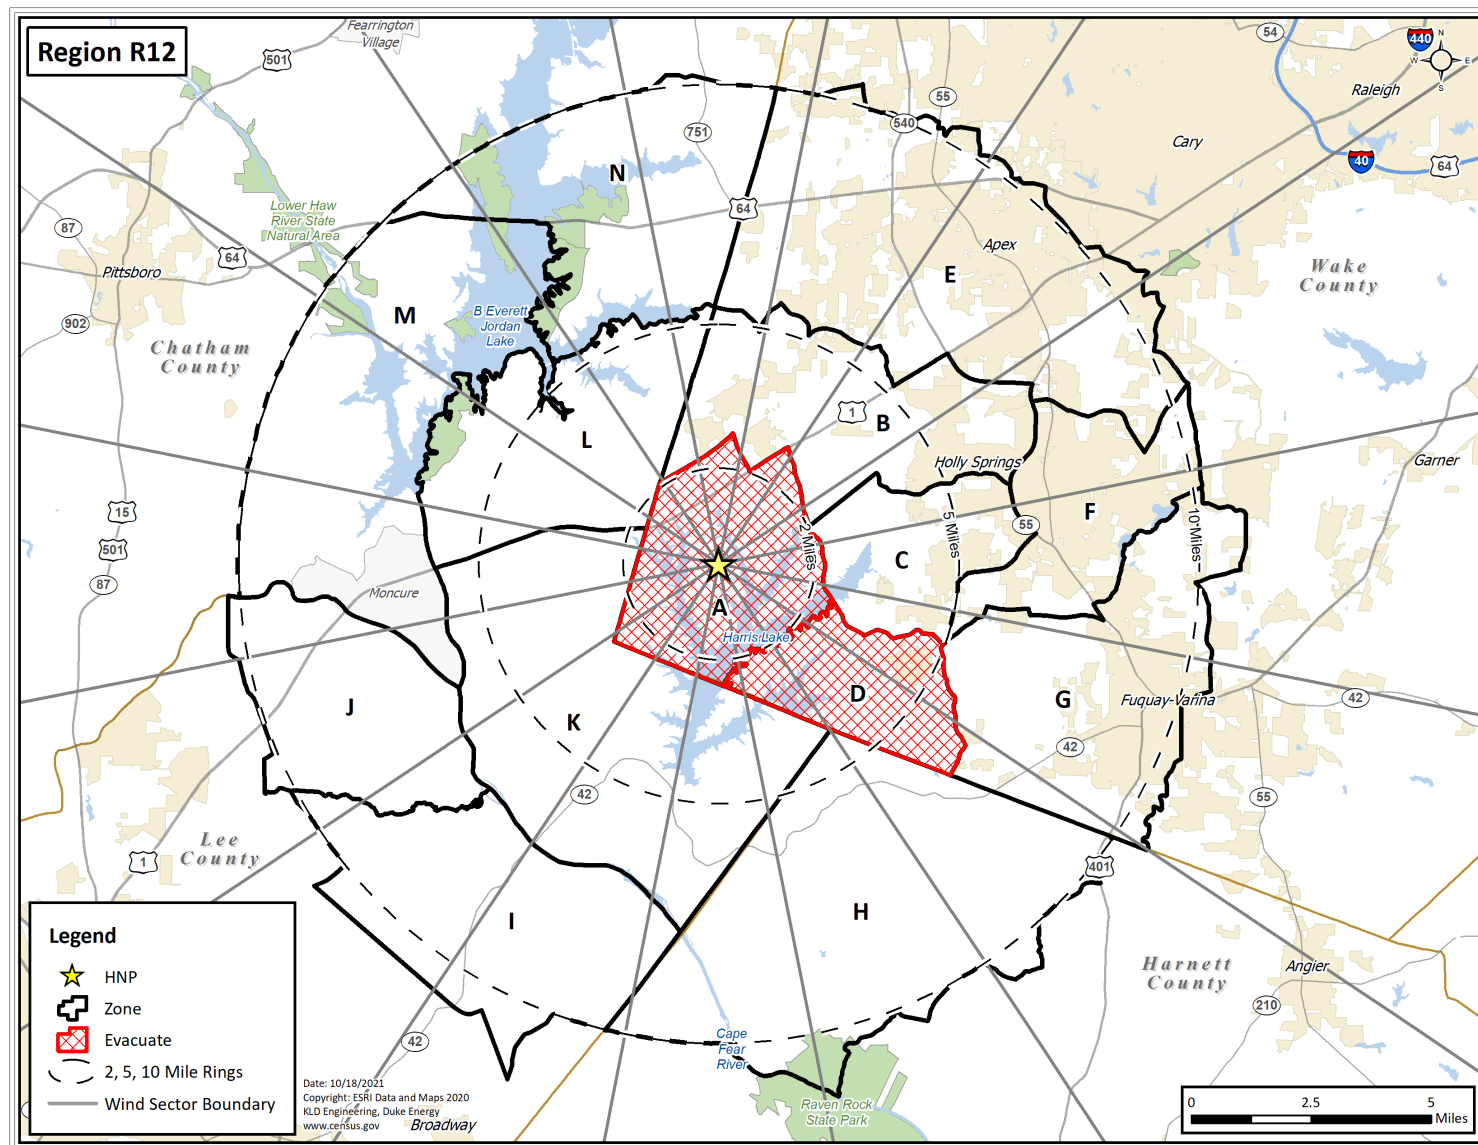 Region R12
Fearrington
Village
501
54
440
N
W
E
S
Raleigh
55
540
751
Cary
40
64
N
Lower Haw
River State
Natural Area
87
64
64
Pittsboro
Apex
E
Wake
County
M
B Everett
Jordan
Lake
902
Chatham
County
1
B
L
Holly Springs
Garner
15
501
87
55
F
5 Miles
10 Miles
2 Miles
C
Moncure
A
Harris Lake
D
G
Fuquay-Varina
42
J
K
42
42
55
Lee
County
1
401
I
H
Harnett
County
Angier
210
Legend
HNP
Zone
Evacuate
2, 5, 10 Mile Rings
Wind Sector Boundary
42
Cape
Fear
River
Date: 10/18/2021
Copyright: ESRI Data and Maps 2020
KLD Engineering, Duke Energy
www.census.gov
Broadway
Raven Rock
State Park
0
2.5
5
Miles